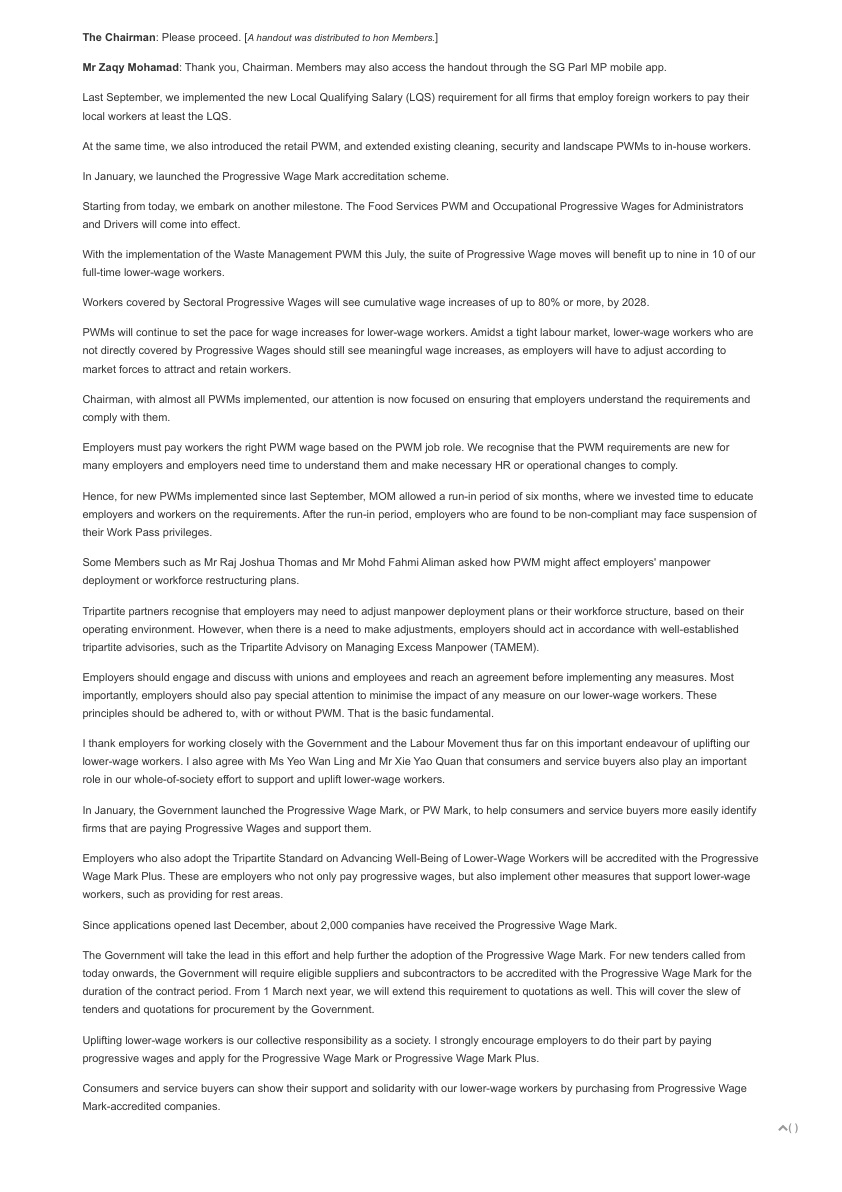 The Chairman: Please proceed. [A handout was distributed to hon Members.]
Mr Zaqy Mohamad: Thank you, Chairman. Members may also access the handout through the SG Parl MP mobile app.
Last September, we implemented the new Local Qualifying Salary (LQS) requirement for all firms that employ foreign workers to pay their
local workers at least the LQS.
At the same time, we also introduced the retail PWM, and extended existing cleaning, security and landscape PWMs to in-house workers.
In January, we launched the Progressive Wage Mark accreditation scheme.
Starting from today, we embark on another milestone. The Food Services PWM and Occupational Progressive Wages for Administrators
and Drivers will come into effect.
With the implementation of the Waste Management PWM this July, the suite of Progressive Wage moves will benefit up to nine in 10 of our
full-time lower-wage workers.
Workers covered by Sectoral Progressive Wages will see cumulative wage increases of up to 80% or more, by 2028.
PWMs will continue to set the pace for wage increases for lower-wage workers. Amidst a tight labour market, lower-wage workers who are
not directly covered by Progressive Wages should still see meaningful wage increases, as employers will have to adjust according to
market forces to attract and retain workers.
Chairman, with almost all PWMs implemented, our attention is now focused on ensuring that employers understand the requirements and
comply with them.
Employers must pay workers the right PWM wage based on the PWM job role. We recognise that the PWM requirements are new for
many employers and employers need time to understand them and make necessary HR or operational changes to comply.
Hence, for new PWMs implemented since last September, MOM allowed a run-in period of six months, where we invested time to educate
employers and workers on the requirements. After the run-in period, employers who are found to be non-compliant may face suspension of
their Work Pass privileges.
Some Members such as Mr Raj Joshua Thomas and Mr Mohd Fahmi Aliman asked how PWM might affect employers' manpower
deployment or workforce restructuring plans.
Tripartite partners recognise that employers may need to adjust manpower deployment plans or their workforce structure, based on their
operating environment. However, when there is a need to make adjustments, employers should act in accordance with well-established
tripartite advisories, such as the Tripartite Advisory on Managing Excess Manpower (TAMEM).
Employers should engage and discuss with unions and employees and reach an agreement before implementing any measures. Most
importantly, employers should also pay special attention to minimise the impact of any measure on our lower-wage workers. These
principles should be adhered to, with or without PWM. That is the basic fundamental.
I thank employers for working closely with the Government and the Labour Movement thus far on this important endeavour of uplifting our
lower-wage workers. I also agree with Ms Yeo Wan Ling and Mr Xie Yao Quan that consumers and service buyers also play an important
role in our whole-of-society effort to support and uplift lower-wage workers.
In January, the Government launched the Progressive Wage Mark, or PW Mark, to help consumers and service buyers more easily identify
firms that are paying Progressive Wages and support them.
Employers who also adopt the Tripartite Standard on Advancing Well-Being of Lower-Wage Workers will be accredited with the Progressive
Wage Mark Plus. These are employers who not only pay progressive wages, but also implement other measures that support lower-wage
workers, such as providing for rest areas.
Since applications opened last December, about 2,000 companies have received the Progressive Wage Mark.
The Government will take the lead in this effort and help further the adoption of the Progressive Wage Mark. For new tenders called from
today onwards, the Government will require eligible suppliers and subcontractors to be accredited with the Progressive Wage Mark for the
duration of the contract period. From 1 March next year, we will extend this requirement to quotations as well. This will cover the slew of
tenders and quotations for procurement by the Government.
Uplifting lower-wage workers is our collective responsibility as a society. I strongly encourage employers to do their part by paying
progressive wages and apply for the Progressive Wage Mark or Progressive Wage Mark Plus.
Consumers and service buyers can show their support and solidarity with our lower-wage workers by purchasing from Progressive Wage
Mark-accredited companies.
( )